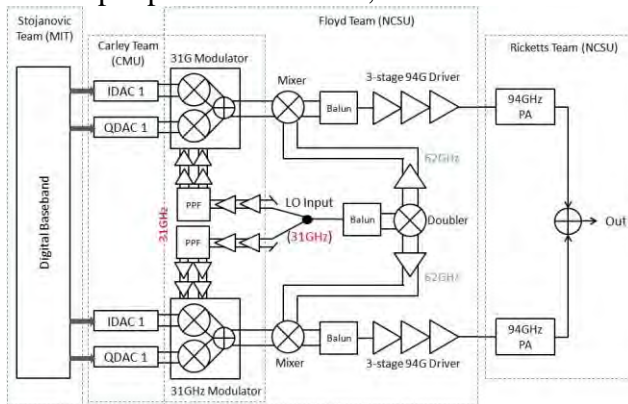 Stojanovic
Team (MIT)
Floyd Team (NCSU)
Carley Team
(CMU)
31G Modulator
Ricketts Team (NCSU)
Mixer
3-stage 94G Driver
IDAC 1
Balun
94GHz
PA
QDAC 1
62GHz
Digital Baseband
31GHz
PPF
LO Input
(31GHz)
Balun
Doubler
Out
PPF
62GHz
IDAC 1
Balun
94GHz
PA
QDAC 1
Mixer
3-stage 94G Driver
31GHz Modulator